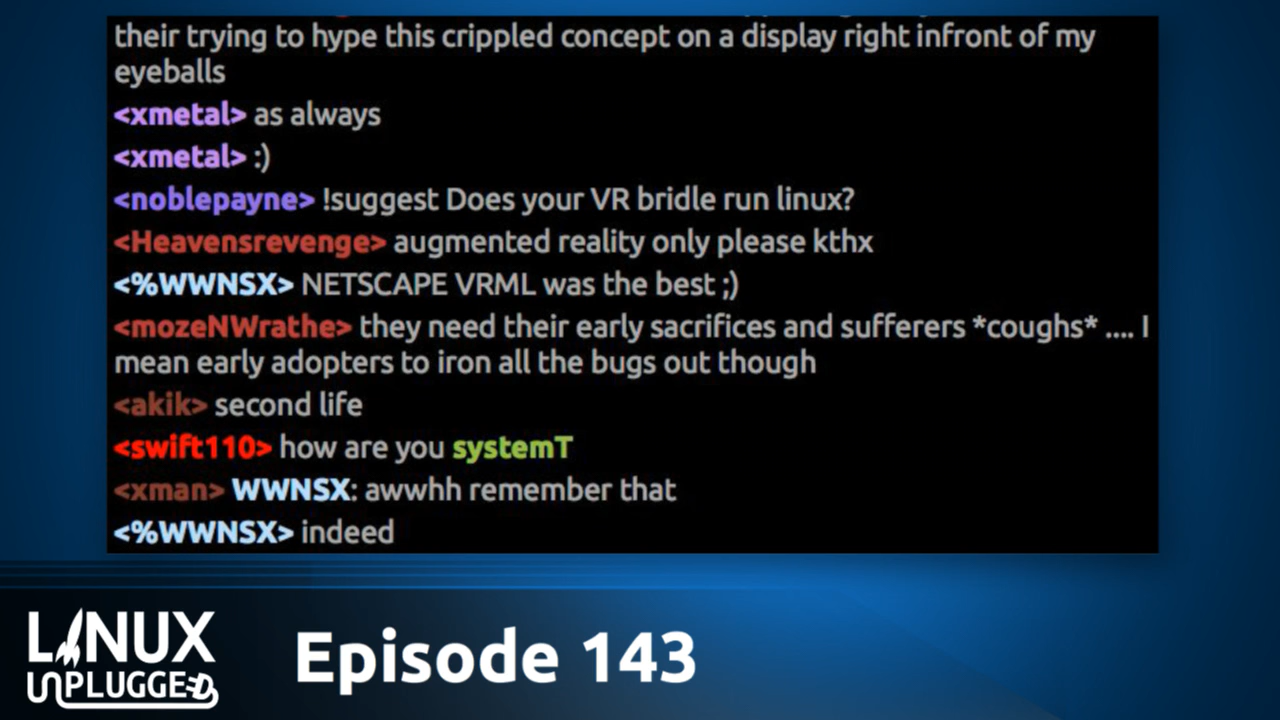 their trying to hype this crippled concept on a display right infront of my
eyeballs
<xmetal> as always
<xmetal> :)
<noblepayne> !suggest Does your VR bridle run linux?
<Heavensrevenge> augmented reality only please kthx
<%WWNSX> NETSCAPE VRML was the best ;)
<mozeNWrathe> they need their early sacrifices and sufferers *coughs* .... I
mean early adopters to iron all the bugs out though
<akik> second life
<swift110> how are you systemT
<xman> WWNSX: awwhh remember that
<%WWNSX> indeed
LINUX
UNPLUGGED
Episode 143